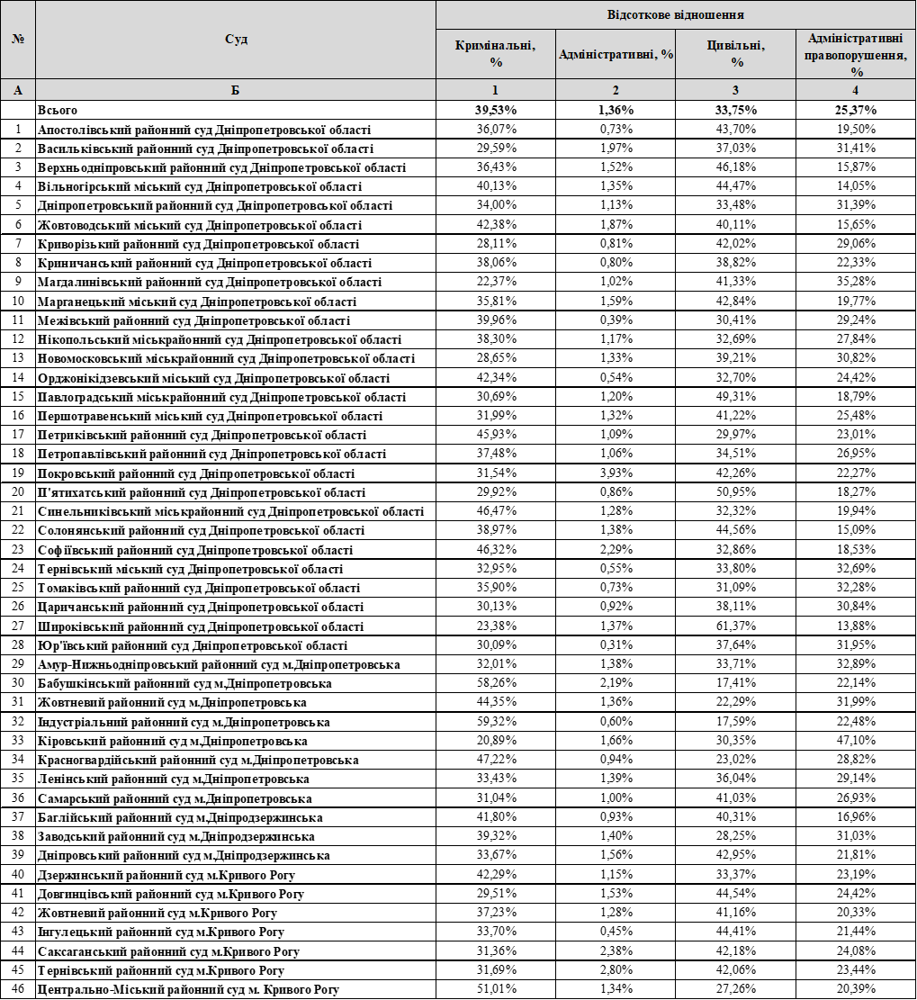 № Суд Відсоткове відношення
Кримінальні, % Адміністративні, % Цивільні, % Адміністративні правопорушення, %
А Б 1 2 3 4
Всього 39,53% 1,36% 33,75% 25,37%
1 Апостолівський районний суд Дніпропетровської області 36,07% 0,73% 43,70% 19,50%
2 Васильківський районний суд Дніпропетровської області 29,59% 1,97% 37,03% 31,41%
3 Верхньодніпровський районний суд Дніпропетровської області 36,43% 1,52% 46,18% 15,87%
4 Вільногірський міський суд Дніпропетровської області 40,13% 1,35% 44,47% 14,05%
5 Дніпропетровський районний суд Дніпропетровської області 34,00% 1,13% 33,48% 31,39%
6 Жовтоводський міський суд Дніпропетровської області 42,38% 1,87% 40,11% 15,65%
7 Криворізький районний суд Дніпропетровської області 28,11% 0,81% 42,02% 29,06%
8 Криничанський районний суд Дніпропетровської області 38,06% 0,80% 38,82% 22,33%
9 Магдалинівський районний суд Дніпропетровської області 22,37% 1,02% 41,33% 35,28%
10 Марганецький міський суд Дніпропетровської області 35,81% 1,59% 42,84% 19,77%
11 Межівський районний суд Дніпропетровської області 39,96% 0,39% 30,41% 29,24%
12 Нікопольський міськрайонний суд Дніпропетровської області 38,30% 1,17% 32,69% 27,84%
13 Новомосковський міськрайонний суд Дніпропетровської області 28,65% 1,33% 39,21% 30,82%
14 Орджонікідзевський міський суд Дніпропетровської області 42,34% 0,54% 32,70% 24,42%
15 Павлоградський міськрайонний суд Дніпропетровської області 30,69% 1,20% 49,31% 18,79%
16 Першотравенський міський суд Дніпропетровської області 31,99% 1,32% 41,22% 25,48%
17 Петриківський районний суд Дніпропетровської області 45,93% 1,09% 29,97% 23,01%
18 Петропавлівський районний суд Дніпропетровської області 37,48% 1,06% 34,51% 26,95%
19 Покровський районний суд Дніпропетровської області 31,54% 3,93% 42,26% 22,27%
20 П'ятихатський районний суд Дніпропетровської області 29,92% 0,86% 50,95% 18,27%
21 Синельниківський міськрайонний суд Дніпропетровської області 46,47% 1,28% 32,32% 19,94%
22 Солонянський районний суд Дніпропетровської області 38,97% 1,38% 44,56% 15,09%
23 Софіївський районний суд Дніпропетровської області 46,32% 2,29% 32,86% 18,53%
24 Тернівський міський суд Дніпропетровської області 32,95% 0,55% 33,80% 32,69%
25 Томаківський районний суд Дніпропетровської області 35,90% 0,73% 31,09% 32,28%
26 Царичанський районний суд Дніпропетровської області 30,13% 0,92% 38,11% 30,84%
27 Широківський районний суд Дніпропетровської області 23,38% 1,37% 61,37% 13,88%
28 Юр'ївський районний суд Дніпропетровської області 30,09% 0,31% 37,64% 31,95%
29 Амур-Нижньодніпровський районний суд м.Дніпропетровська 32,01% 1,38% 33,71% 32,89%
30 Бабушкінський районний суд м.Дніпропетровська 58,26% 2,19% 17,41% 22,14%
31 Жовтневий районний суд м.Дніпропетровська 44,35% 1,36% 22,29% 31,99%
32 Індустріальний районний суд м.Дніпропетровська 59,32% 0,60% 17,59% 22,48%
33 Кіровський районний суд м.Дніпропетровська 20,89% 1,66% 30,35% 47,10%
34 Красногвардійський районний суд м.Дніпропетровська 47,22% 0,94% 23,02% 28,82%
35 Ленінський районний суд м.Дніпропетровська 33,43% 1,39% 36,04% 29,14%
36 Самарський районний суд м.Дніпропетровська 31,04% 1,00% 41,03% 26,93%
37 Баглійський районний суд м.Дніпродзержинська 41,80% 0,93% 40,31% 16,96%
38 Заводський районний суд м.Дніпродзержинська 39,32% 1,40% 28,25% 31,03%
39 Дніпровський районний суд м.Дніпродзержинська 33,67% 1,56% 42,95% 21,81%
40 Дзержинський районний суд м.Кривого Рогу 42,29% 1,15% 33,37% 23,19%
41 Довгинцівський районний суд м.Кривого Рогу 29,51% 1,53% 44,54% 24,42%
42 Жовтневий районний суд м.Кривого Рогу 37,23% 1,28% 41,16% 20,33%
43 Інгулецький районний суд м.Кривого Рогу 33,70% 0,45% 44,41% 21,44%
44 Саксаганський районний суд м.Кривого Рогу 31,36% 2,38% 42,18% 24,08%
45 Тернівський районний суд м.Кривого Рогу 31,69% 2,80% 42,06% 23,44%
46 Центрально-Міський районний суд м. Кривого Рогу 51,01% 1,34% 27,26% 20,39%